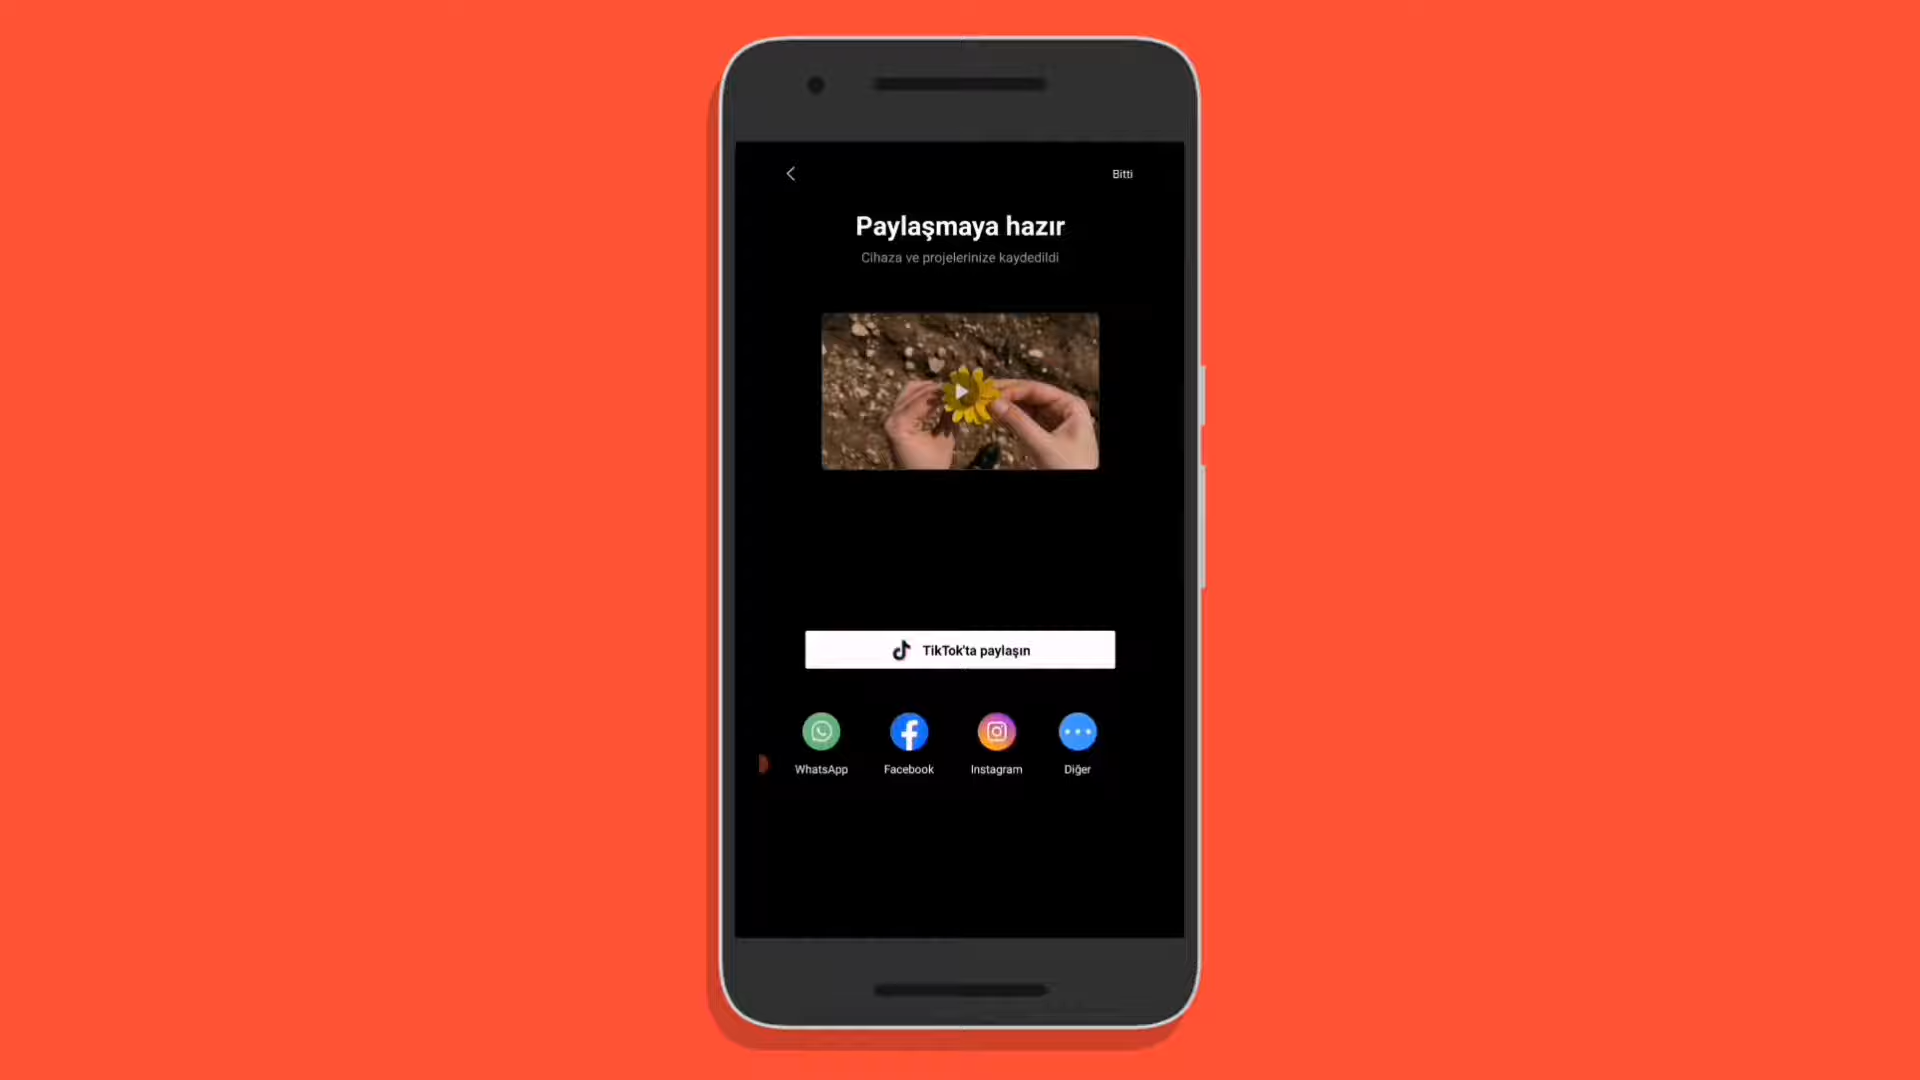 Bitti
Paylaşmaya hazır
Cihaza ve projelerinize kaydedildi
TikTok'ta paylaşın
WhatsApp
Facebook
Instagram
Diğer